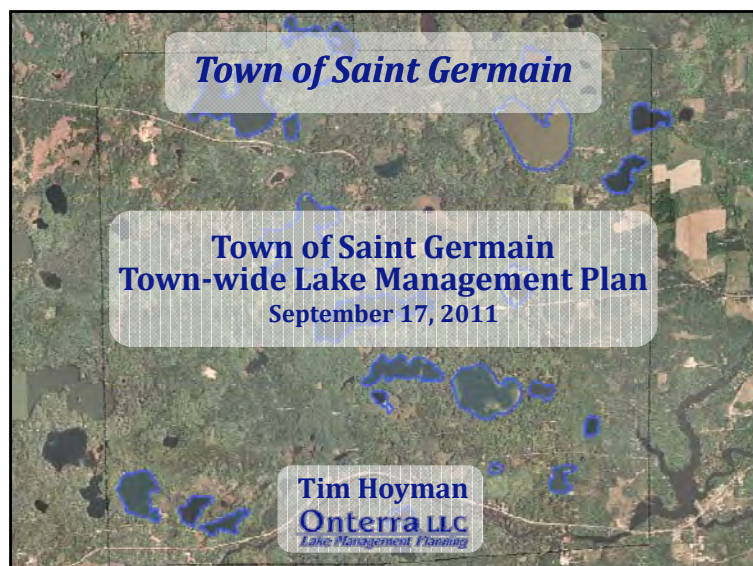 Town of Saint Germain
Town of Saint Germain
Town-wide Lake Management Plan
September 17, 2011
Tim Hoyman
Onterra LLC
Lake Management Planning